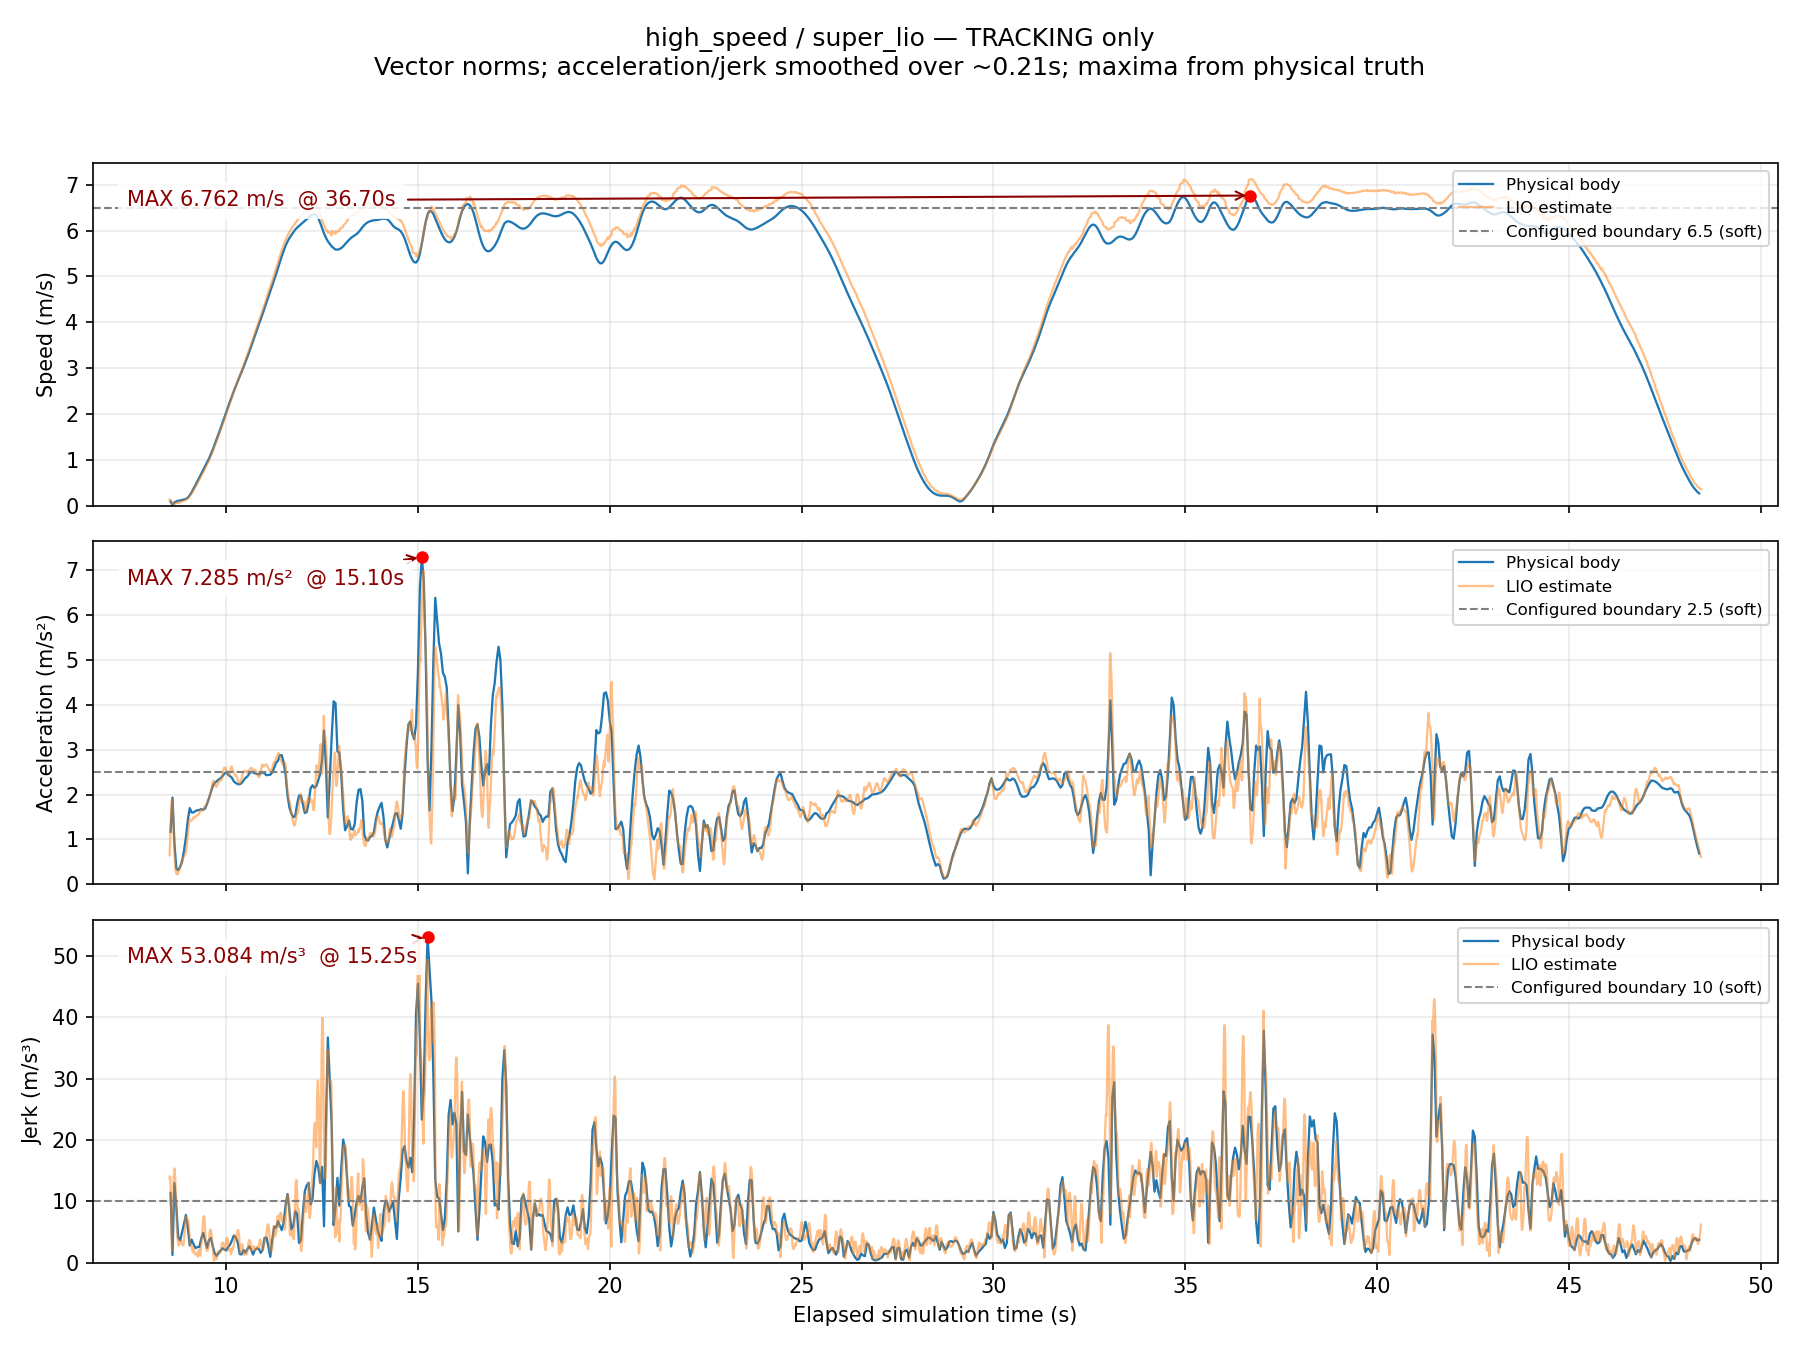 high_speed / super_lio — TRACKING only
Vector norms; acceleration/jerk smoothed over ~0.21s; maxima from physical truth
Speed (m/s)
7
6
5
4
3
2
1
0
MAX 6.762 m/s @ 36.70s
Physical body
LIO estimate
Configured boundary 6.5 (soft)
Acceleration (m/s²)
7
6
5
4
3
2
1
0
MAX 7.285 m/s² @ 15.10s
Physical body
LIO estimate
Configured boundary 2.5 (soft)
Jerk (m/s³)
50
40
30
20
10
0
MAX 53.084 m/s³ @ 15.25s
Physical body
LIO estimate
Configured boundary 10 (soft)
10 15 20 25 30 35 40 45 50
Elapsed simulation time (s)